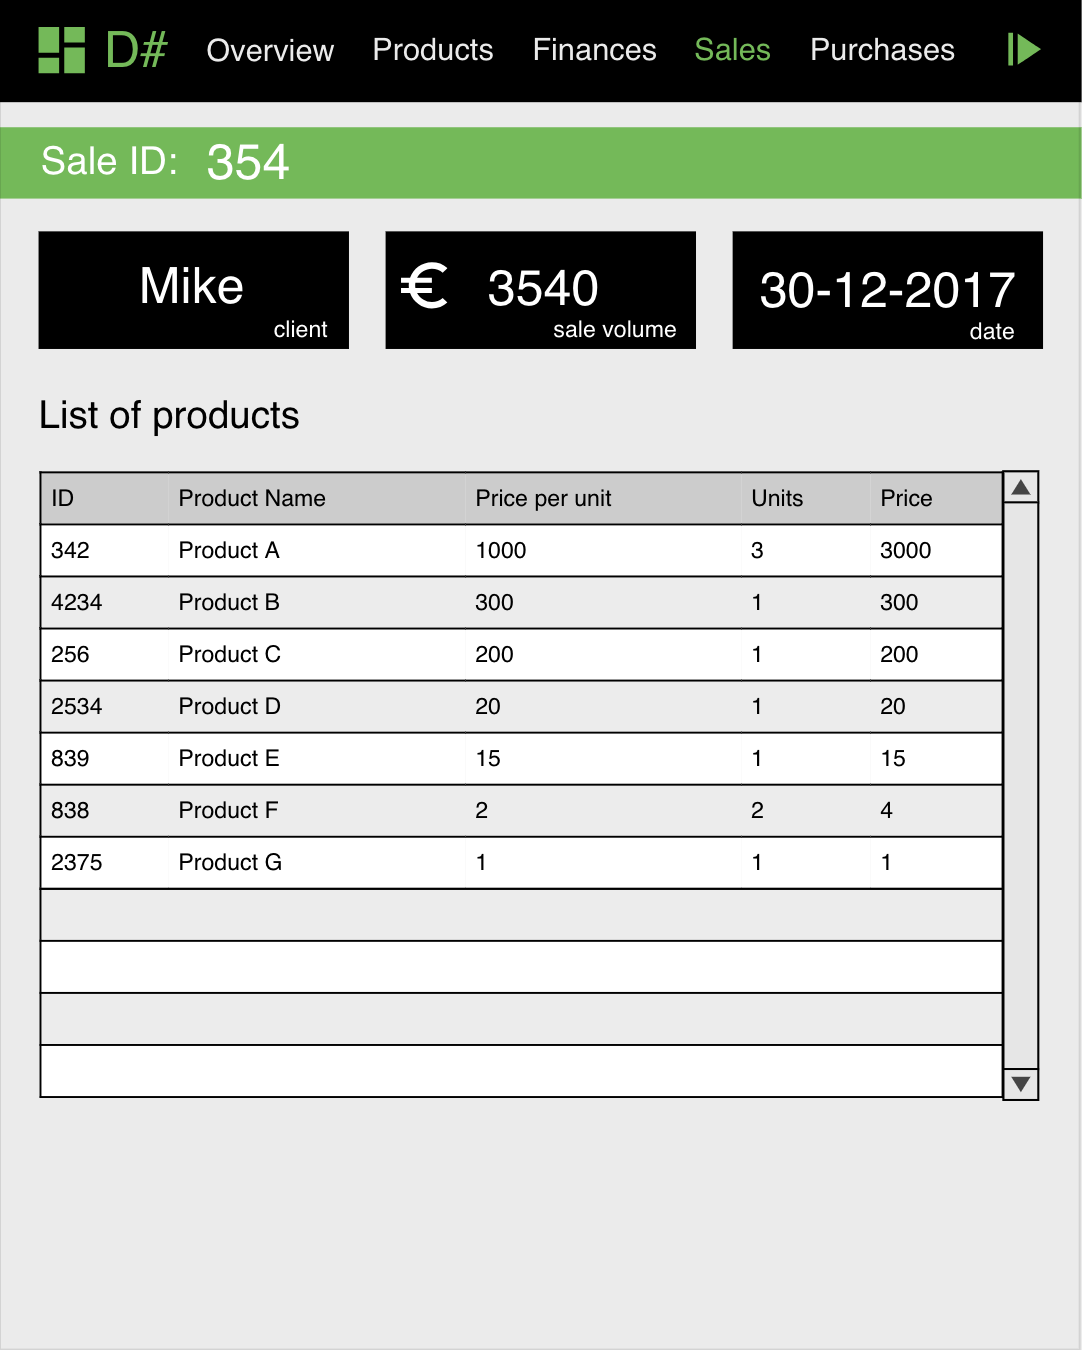 D# Overview Products Finances Sales Purchases
Sale ID: 354
Mike
client
€ 3540
sale volume
30-12-2017
date
List of products
ID Product Name Price per unit Units Price
342 Product A 1000 3 3000
4234 Product B 300 1 300
256 Product C 200 1 200
2534 Product D 20 1 20
839 Product E 15 1 15
838 Product F 2 2 4
2375 Product G 1 1 1